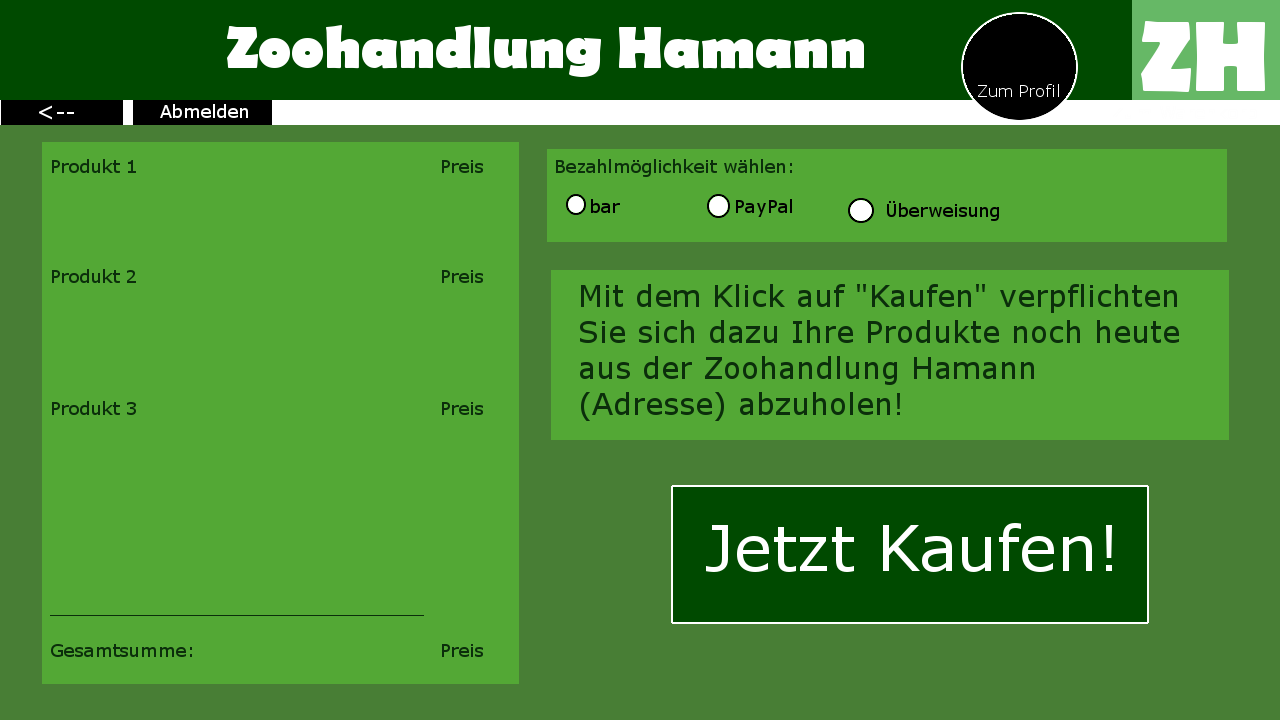 Zoohandlung Hamann
ZH
Zum Profil
<-- Abmelden
Produkt 1 Preis
Produkt 2 Preis
Produkt 3 Preis
Gesamtsumme: Preis
Bezahlmöglichkeit wählen:
bar PayPal Überweisung
Mit dem Klick auf "Kaufen" verpflichten
Sie sich dazu Ihre Produkte noch heute
aus der Zoohandlung Hamann
(Adresse) abzuholen!
Jetzt Kaufen!